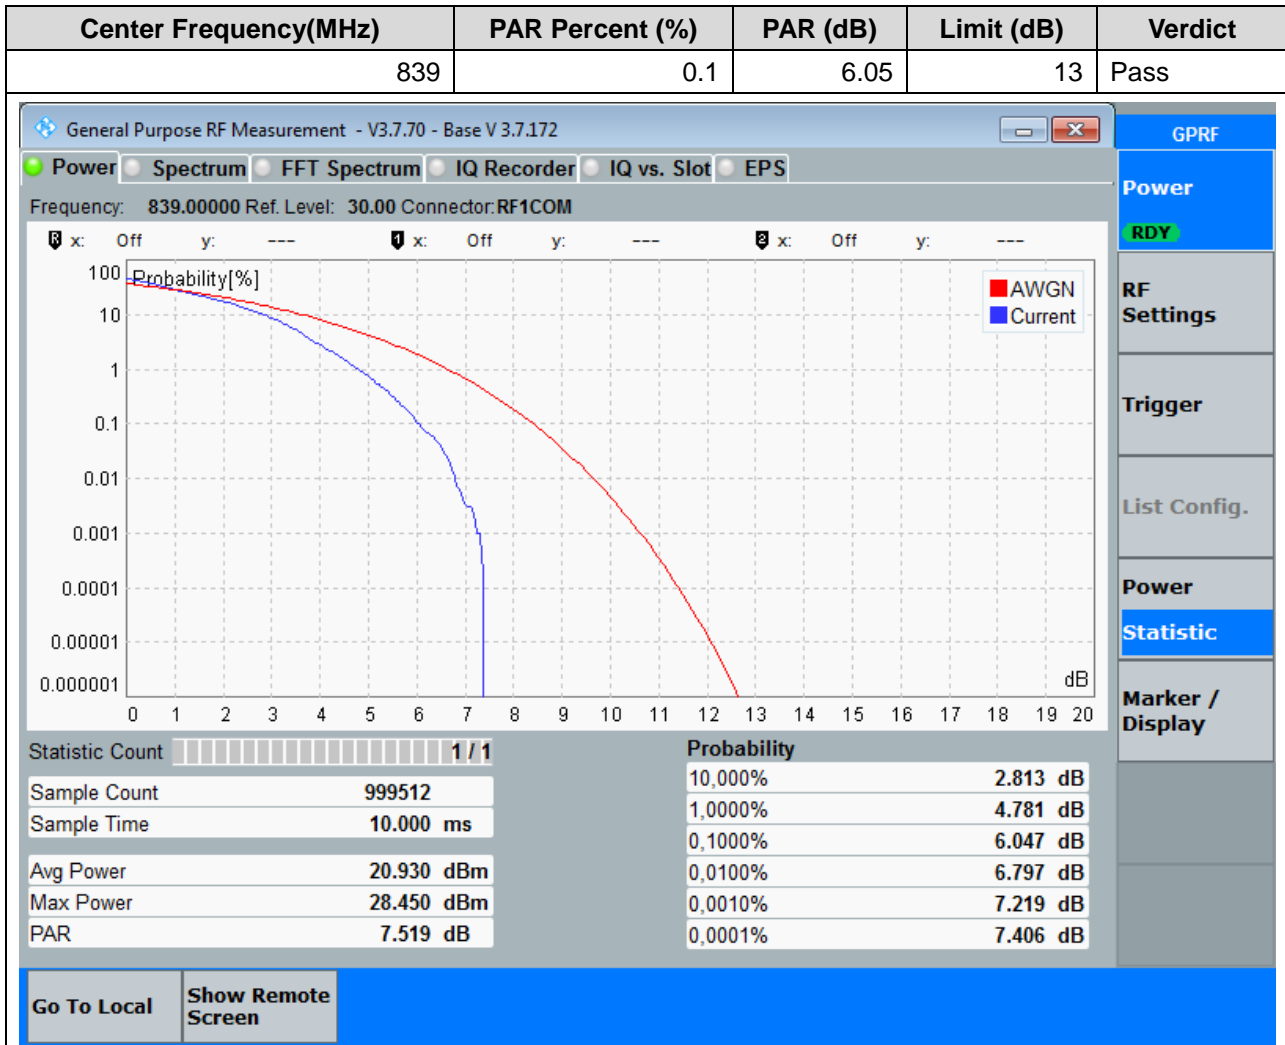 Center Frequency(MHz) PAR Percent (%) PAR (dB) Limit (dB) Verdict
839 0.1 6.05 13 Pass
General Purpose RF Measurement - V3.7.70 - Base V 3.7.172
GPRF
Power Spectrum FFT Spectrum IQ Recorder IQ vs. Slot EPS
Power
RDY
Frequency: 839.00000 Ref. Level: 30.00 Connector: RF1COM
R x: Off y: --- 1 x: Off y: --- 2 x: Off y: ---
Probability[%]
AWGN
Current
100
10
1
0.1
0.01
0.001
0.0001
0.00001
0.000001
dB
0 1 2 3 4 5 6 7 8 9 10 11 12 13 14 15 16 17 18 19 20
RF
Settings
Trigger
List Config.
Power
Statistic
Marker /
Display
Statistic Count 1 / 1
Sample Count 999512
Sample Time 10.000 ms
Avg Power 20.930 dBm
Max Power 28.450 dBm
PAR 7.519 dB
Probability
10,000% 2.813 dB
1,0000% 4.781 dB
0,1000% 6.047 dB
0,0100% 6.797 dB
0,0010% 7.219 dB
0,0001% 7.406 dB
Go To Local
Show Remote
Screen